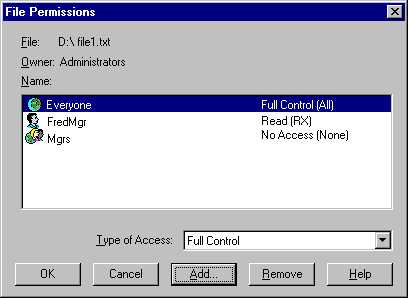 File Permissions
File: D:\ file1.txt
Owner: Administrators
Name:
Everyone Full Control (All)
FredMgr Read (RX)
Mgrs No Access (None)
Type of Access: Full Control
OK Cancel Add... Remove Help